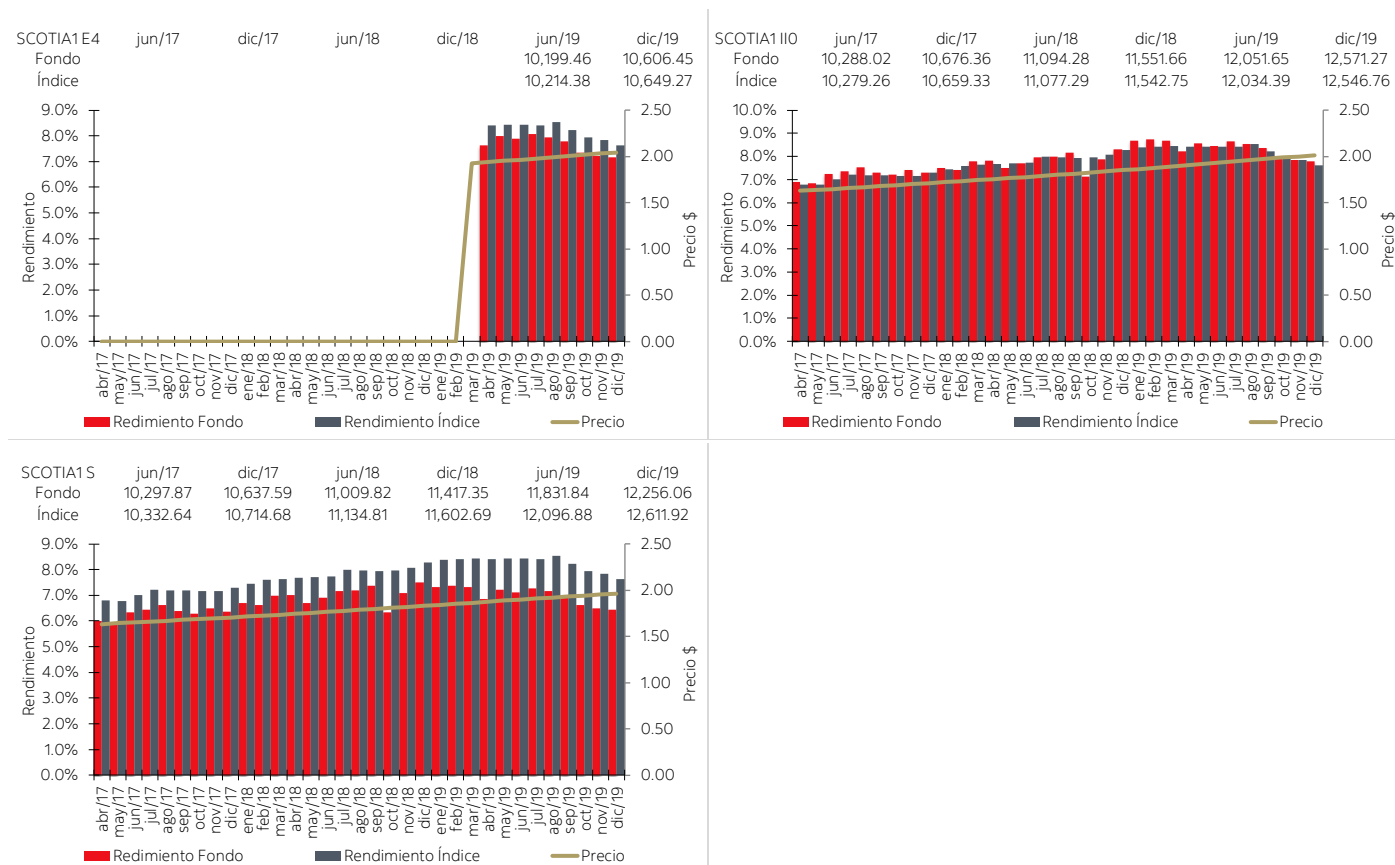 SCOTIA1 E4 jun/17 dic/17 jun/18 dic/18 jun/19 dic/19
Fondo 10,199.46 10,606.45
Índice 10,214.38 10,649.27
9.0%
8.0%
7.0%
6.0%
5.0%
4.0%
3.0%
2.0%
1.0%
0.0%
Rendimiento
2.50
2.00
1.50
1.00
0.50
0.00
Precio $
abr/17 may/17 jun/17 jul/17 ago/17 sep/17 oct/17 nov/17 dic/17 ene/18 feb/18 mar/18 abr/18 may/18 jun/18 jul/18 ago/18 sep/18 oct/18 nov/18 dic/18 ene/19 feb/19 mar/19 abr/19 may/19 jun/19 jul/19 ago/19 sep/19 oct/19 nov/19 dic/19
Redimiento Fondo Rendimiento Índice Precio
SCOTIA1 II0 jun/17 dic/17 jun/18 dic/18 jun/19 dic/19
Fondo 10,288.02 10,676.36 11,094.28 11,551.66 12,051.65 12,571.27
Índice 10,279.26 10,659.33 11,077.29 11,542.75 12,034.39 12,546.76
10.0%
9.0%
8.0%
7.0%
6.0%
5.0%
4.0%
3.0%
2.0%
1.0%
0.0%
Rendimiento
2.50
2.00
1.50
1.00
0.50
0.00
Precio $
abr/17 may/17 jun/17 jul/17 ago/17 sep/17 oct/17 nov/17 dic/17 ene/18 feb/18 mar/18 abr/18 may/18 jun/18 jul/18 ago/18 sep/18 oct/18 nov/18 dic/18 ene/19 feb/19 mar/19 abr/19 may/19 jun/19 jul/19 ago/19 sep/19 oct/19 nov/19 dic/19
Redimiento Fondo Rendimiento Índice Precio
SCOTIA1 S jun/17 dic/17 jun/18 dic/18 jun/19 dic/19
Fondo 10,297.87 10,637.59 11,009.82 11,417.35 11,831.84 12,256.06
Índice 10,332.64 10,714.68 11,134.81 11,602.69 12,096.88 12,611.92
9.0%
8.0%
7.0%
6.0%
5.0%
4.0%
3.0%
2.0%
1.0%
0.0%
Rendimiento
2.50
2.00
1.50
1.00
0.50
0.00
Precio $
abr/17 may/17 jun/17 jul/17 ago/17 sep/17 oct/17 nov/17 dic/17 ene/18 feb/18 mar/18 abr/18 may/18 jun/18 jul/18 ago/18 sep/18 oct/18 nov/18 dic/18 ene/19 feb/19 mar/19 abr/19 may/19 jun/19 jul/19 ago/19 sep/19 oct/19 nov/19 dic/19
Redimiento Fondo Rendimiento Índice Precio